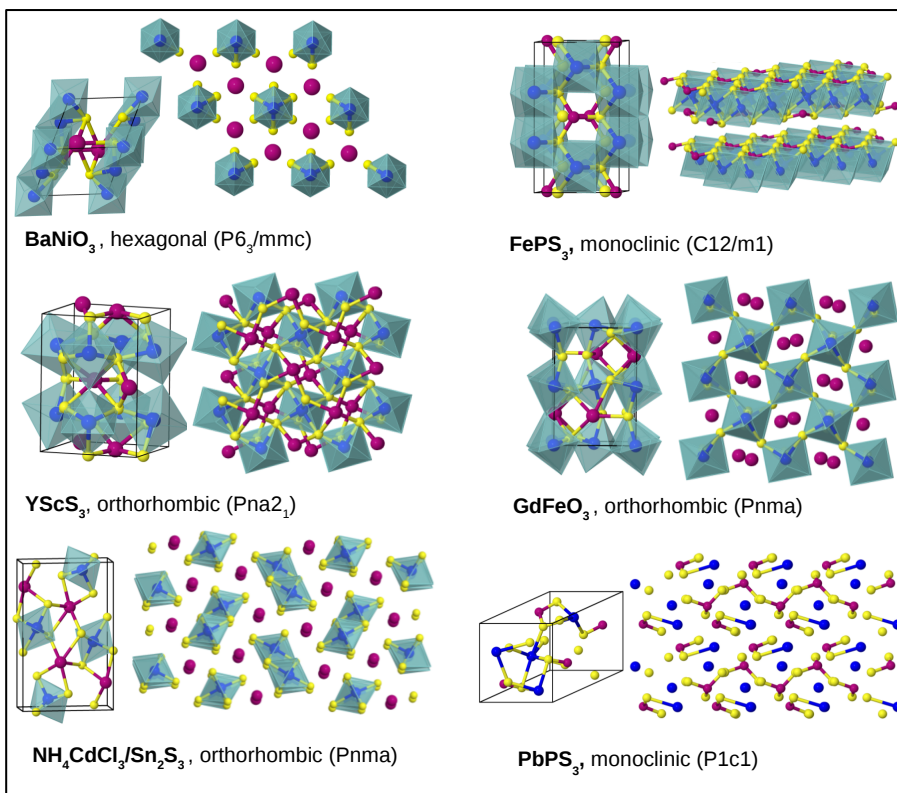 BaNiO₃ , hexagonal (P6₃/mmc)
FePS₃, monoclinic (C12/m1)
YScS₃, orthorhombic (Pna2₁)
GdFeO₃ , orthorhombic (Pnma)
NH₄CdCl₃/Sn₂S₃ , orthorhombic (Pnma)
PbPS₃, monoclinic (P1c1)